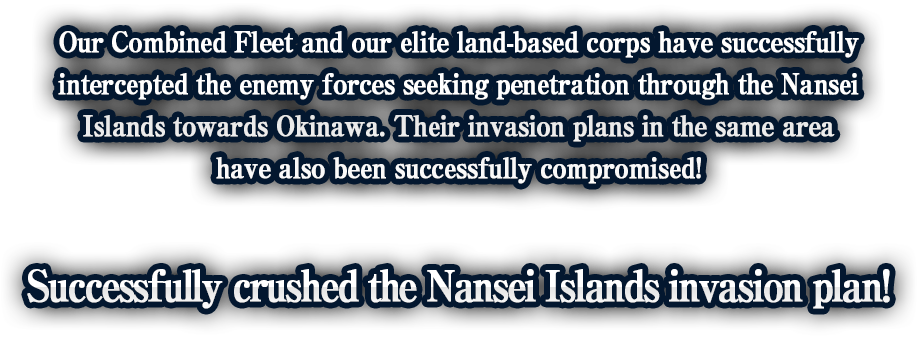 Our Combined Fleet and our elite land-based corps have successfully
intercepted the enemy forces seeking penetration through the Nansei
Islands towards Okinawa. Their invasion plans in the same area
have also been successfully compromised!
Successfully crushed the Nansei Islands invasion plan!